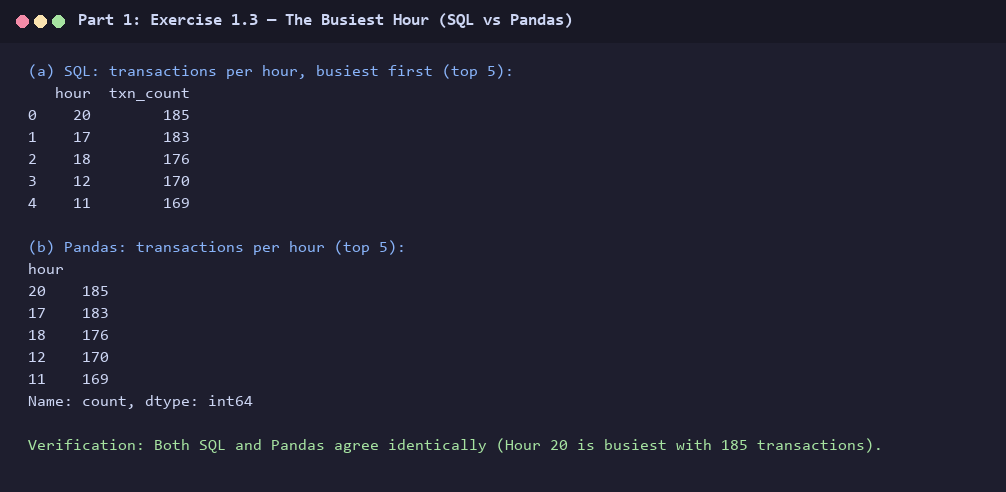 Part 1: Exercise 1.3 — The Busiest Hour (SQL vs Pandas)
(a) SQL: transactions per hour, busiest first (top 5):
   hour  txn_count
0    20        185
1    17        183
2    18        176
3    12        170
4    11        169
(b) Pandas: transactions per hour (top 5):
hour
20    185
17    183
18    176
12    170
11    169
Name: count, dtype: int64
Verification: Both SQL and Pandas agree identically (Hour 20 is busiest with 185 transactions).